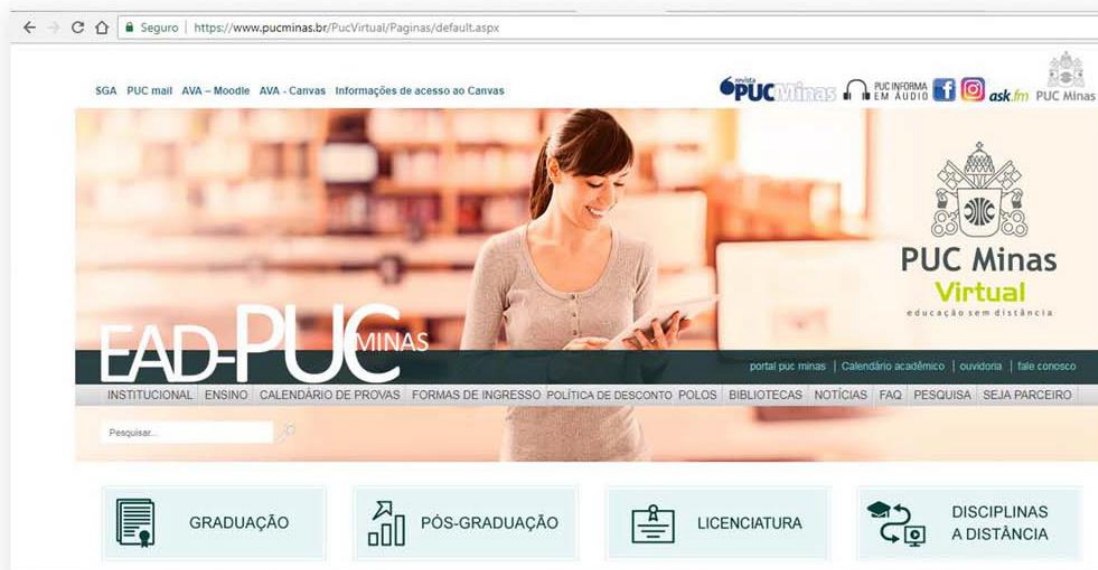 Seguro | https://www.pucminas.br/PucVirtual/Paginas/default.aspx
SGA PUC mail AVA – Moodle AVA - Canvas Informações de acesso ao Canvas
revista PUC Minas PUC INFORMA EM ÁUDIO ask.fm PUC Minas
PUC Minas
Virtual
educação sem distância
EAD-PUC MINAS
portal puc minas | Calendário acadêmico | ouvidoria | fale conosco
INSTITUCIONAL ENSINO CALENDÁRIO DE PROVAS FORMAS DE INGRESSO POLÍTICA DE DESCONTO POLOS BIBLIOTECAS NOTÍCIAS FAQ PESQUISA SEJA PARCEIRO
Pesquisar...
GRADUAÇÃO
PÓS-GRADUAÇÃO
LICENCIATURA
DISCIPLINAS
A DISTÂNCIA